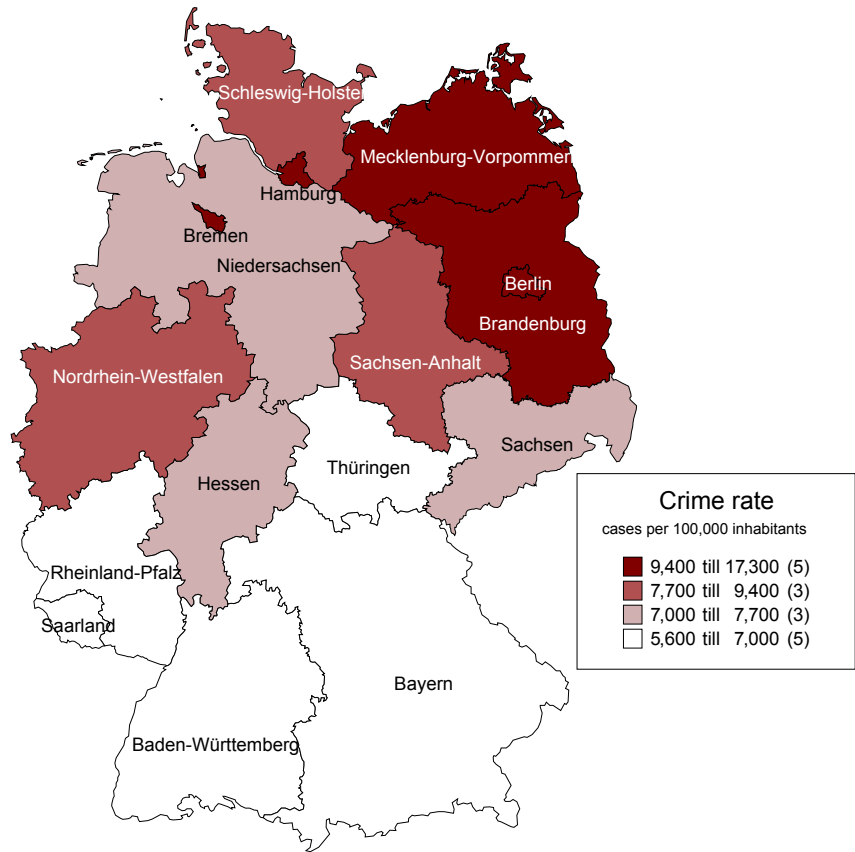 Schleswig-Holstei
Mecklenburg-Vorpommern
Hamburg
Bremen
Niedersachsen
Berlin
Brandenburg
Sachsen-Anhalt
Nordrhein-Westfalen
Sachsen
Thüringen
Hessen
Rheinland-Pfalz
Saarland
Bayern
Baden-Württemberg
Crime rate
cases per 100,000 inhabitants
9,400 till 17,300 (5)
7,700 till 9,400 (3)
7,000 till 7,700 (3)
5,600 till 7,000 (5)